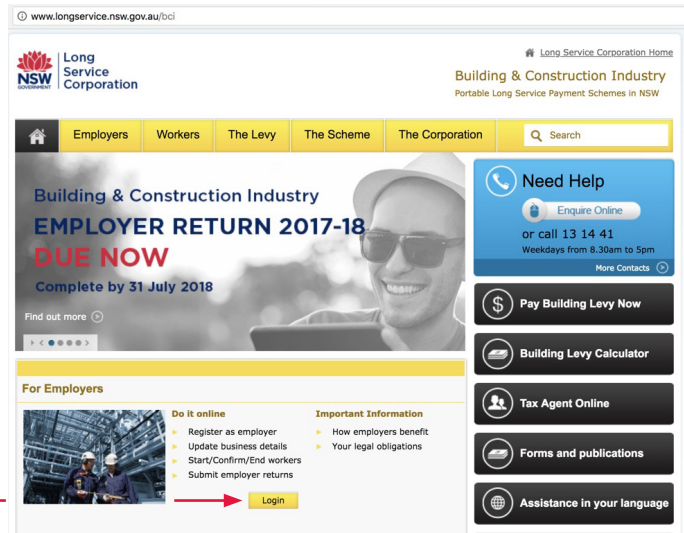 www.longservice.nsw.gov.au/bci
NSW
GOVERNMENT
Long
Service
Corporation
Long Service Corporation Home
Building & Construction Industry
Portable Long Service Payment Schemes in NSW
Employers Workers The Levy The Scheme The Corporation Search
Building & Construction Industry
EMPLOYER RETURN 2017-18
DUE NOW
Complete by 31 July 2018
Find out more
Need Help
Enquire Online
or call 13 14 41
Weekdays from 8.30am to 5pm
More Contacts
$ Pay Building Levy Now
Building Levy Calculator
Tax Agent Online
Forms and publications
Assistance in your language
For Employers
Do it online
Register as employer
Update business details
Start/Confirm/End workers
Submit employer returns
Important Information
How employers benefit
Your legal obligations
Login